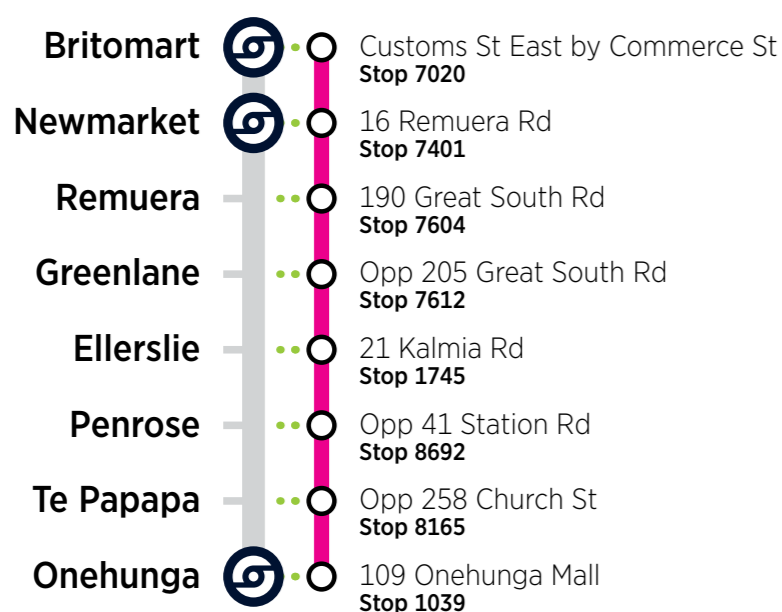 Britomart
Customs St East by Commerce St
Stop 7020
Newmarket
16 Remuera Rd
Stop 7401
Remuera
190 Great South Rd
Stop 7604
Greenlane
Opp 205 Great South Rd
Stop 7612
Ellerslie
21 Kalmia Rd
Stop 1745
Penrose
Opp 41 Station Rd
Stop 8692
Te Papapa
Opp 258 Church St
Stop 8165
Onehunga
109 Onehunga Mall
Stop 1039